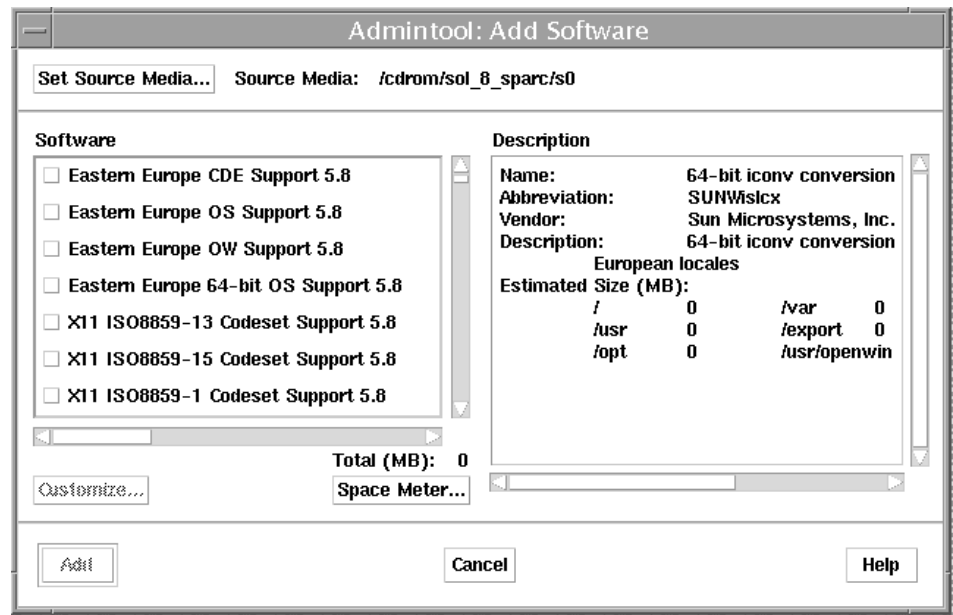 Admintool: Add Software
Set Source Media... Source Media: /cdrom/sol_8_sparc/s0
Software
Eastern Europe CDE Support 5.8
Eastern Europe OS Support 5.8
Eastern Europe OW Support 5.8
Eastern Europe 64-bit OS Support 5.8
X11 ISO8859-13 Codeset Support 5.8
X11 ISO8859-15 Codeset Support 5.8
X11 ISO8859-1 Codeset Support 5.8
Total (MB): 0
Customize... Space Meter...
Description
Name: 64-bit iconv conversion
Abbreviation: SUNWislcx
Vendor: Sun Microsystems, Inc.
Description: 64-bit iconv conversion
European locales
Estimated Size (MB):
/ 0 /var 0
/usr 0 /export 0
/opt 0 /usr/openwin
Add Cancel Help